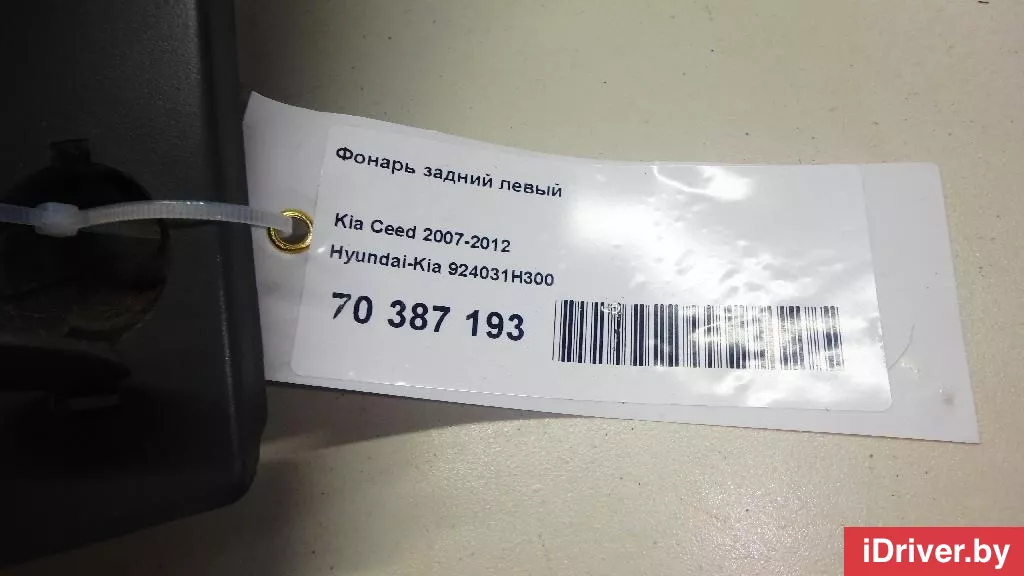 Фонарь задний левый
Kia Ceed 2007-2012
Hyundai-Kia 924031H300
70 387 193
iDriver.by